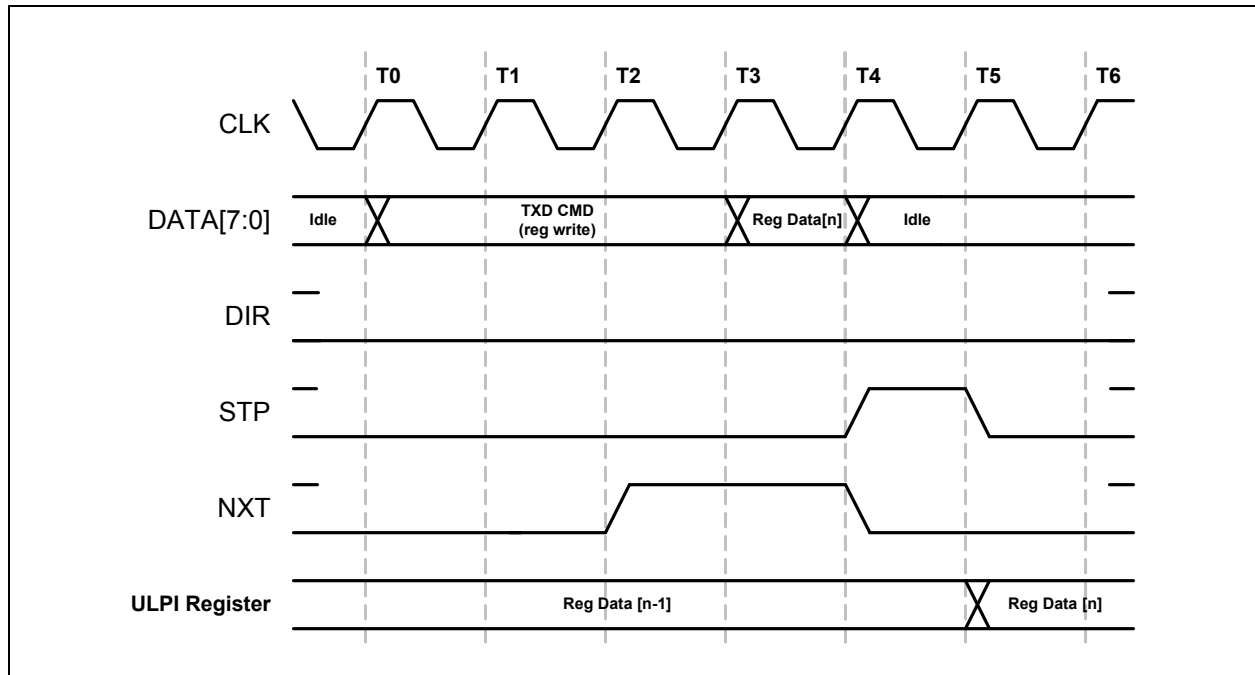 T0 T1 T2 T3 T4 T5 T6
CLK
DATA[7:0] Idle TXD CMD Reg Data[n] Idle
(reg write)
DIR
STP
NXT
ULPI Register Reg Data [n-1] Reg Data [n]